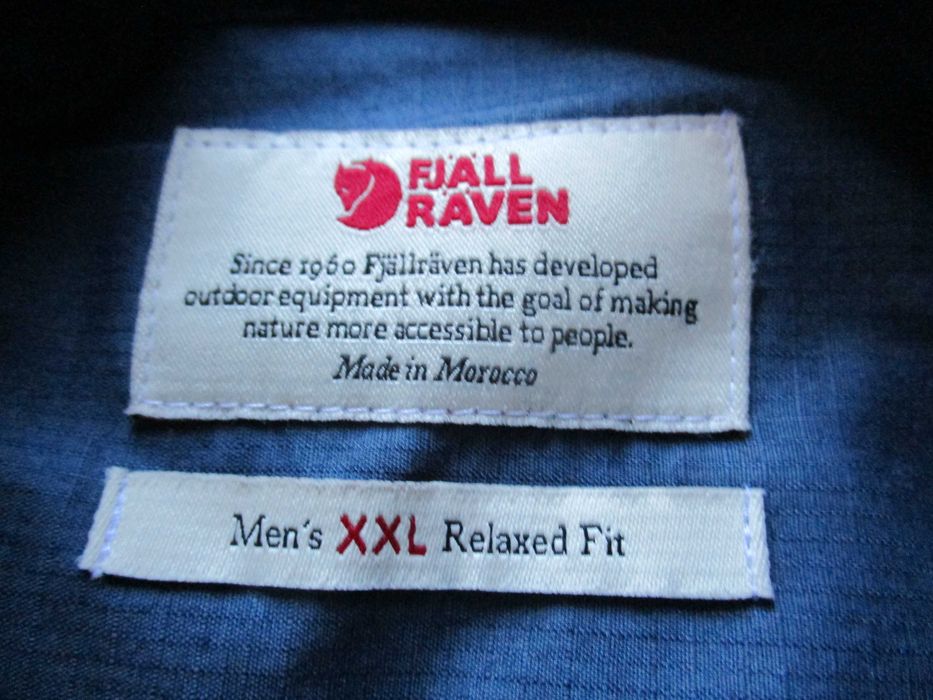 FJÄLL
RÄVEN
Since 1960 Fjällräven has developed
outdoor equipment with the goal of making
nature more accessible to people.
Made in Morocco
Men's XXL Relaxed Fit